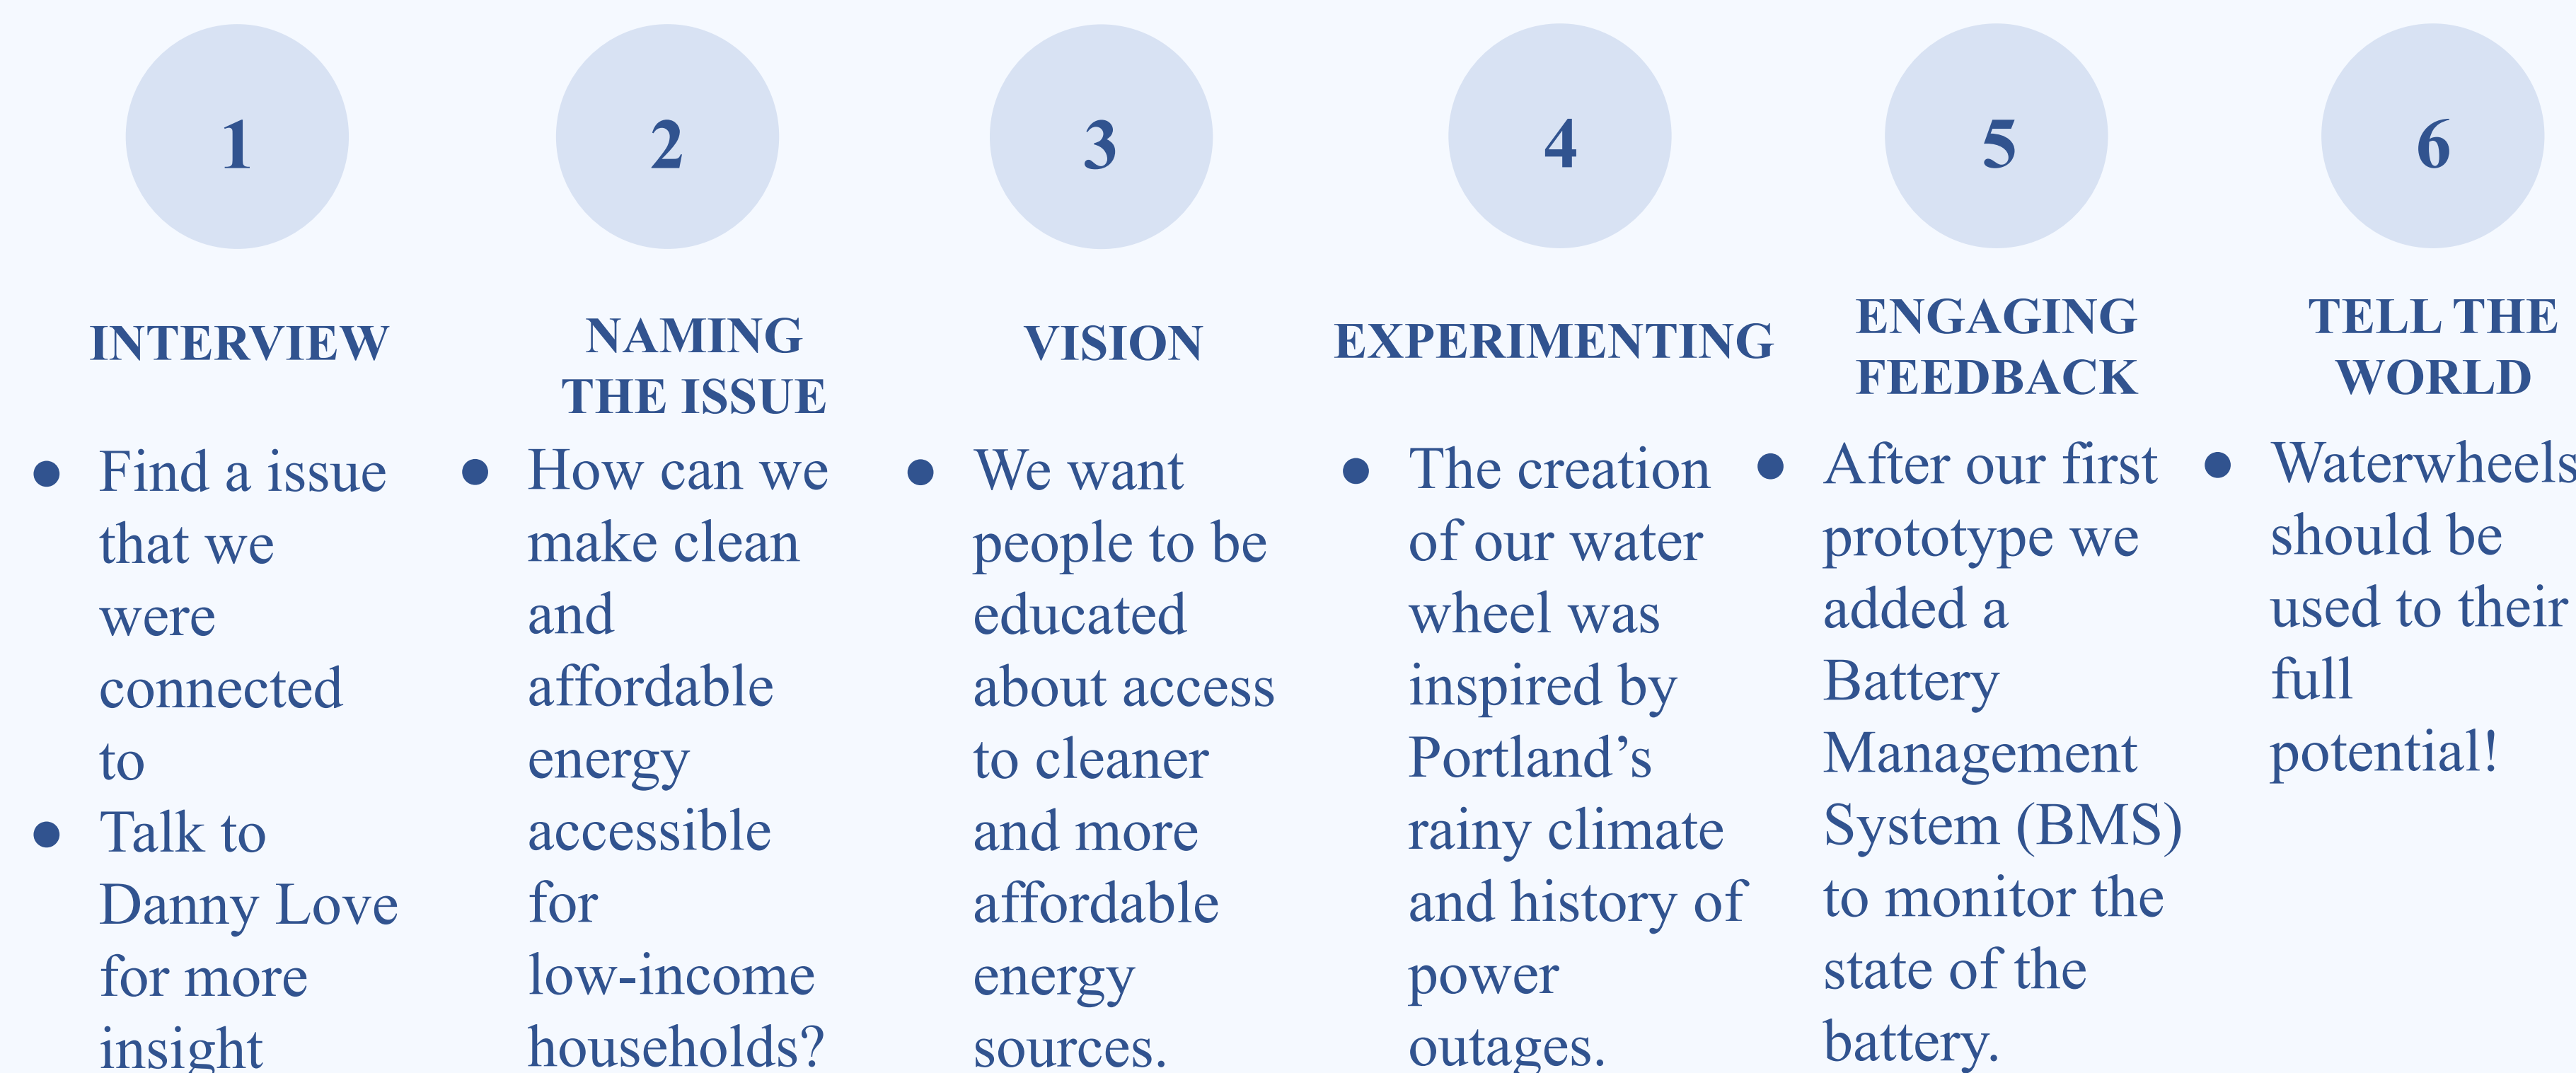 1
INTERVIEW
● Find a issue
that we
were
connected
to
● Talk to
Danny Love
for more
insight
2
NAMING
THE ISSUE
● How can we
make clean
and
affordable
energy
accessible
for
low-income
households?
3
VISION
● We want
people to be
educated
about access
to cleaner
and more
affordable
energy
sources.
4
EXPERIMENTING
● The creation
of our water
wheel was
inspired by
Portland’s
rainy climate
and history of
power
outages.
5
ENGAGING
FEEDBACK
● After our first
prototype we
added a
Battery
Management
System (BMS)
to monitor the
state of the
battery.
6
TELL THE
WORLD
● Waterwheels
should be
used to their
full
potential!